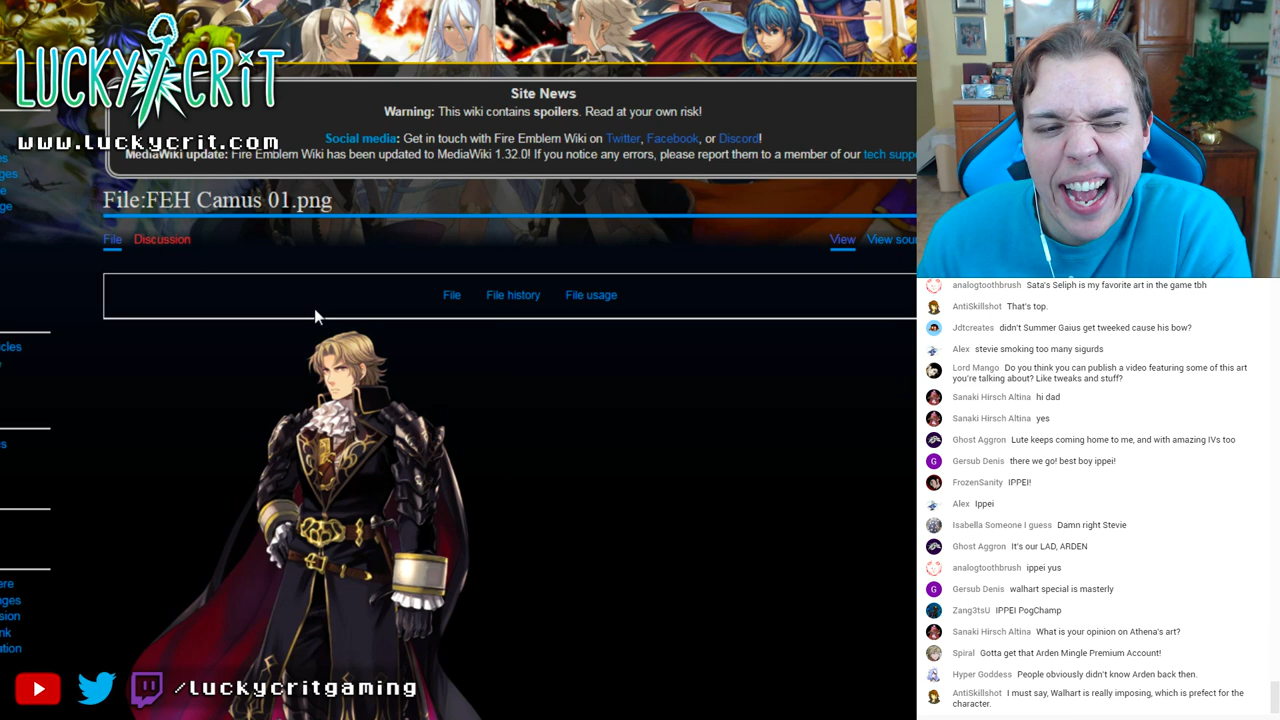 LUCKY CRIT
www.luckycrit.com
Site News
Warning: This wiki contains spoilers. Read at your own risk!
Social media: Get in touch with Fire Emblem Wiki on Twitter, Facebook, or Discord!
MediaWiki update: Fire Emblem Wiki has been updated to MediaWiki 1.32.0! If you notice any errors, please report them to a member of our tech suppo
File:FEH Camus 01.png
File Discussion
View View sour
File File history File usage
es
ges
e
ge
cles
e
s
ere
nges
sion
nk
ation
/luckycritgaming
analogtoothbrush Sata's Seliph is my favorite art in the game tbh
AntiSkillshot That's top.
Jdtcreates didn't Summer Gaius get tweeked cause his bow?
Alex stevie smoking too many sigurds
Lord Mango Do you think you can publish a video featuring some of this art
you're talking about? Like tweaks and stuff?
Sanaki Hirsch Altina hi dad
Sanaki Hirsch Altina yes
Ghost Aggron Lute keeps coming home to me, and with amazing IVs too
G Gersub Denis there we go! best boy ippei!
FrozenSanity IPPEI!
Alex Ippei
Isabella Someone I guess Damn right Stevie
Ghost Aggron It's our LAD, ARDEN
analogtoothbrush ippei yus
G Gersub Denis walhart special is masterly
Zang3tsU IPPEI PogChamp
Sanaki Hirsch Altina What is your opinion on Athena's art?
Spiral Gotta get that Arden Mingle Premium Account!
Hyper Goddess People obviously didn't know Arden back then.
AntiSkillshot I must say, Walhart is really imposing, which is prefect for the
character.